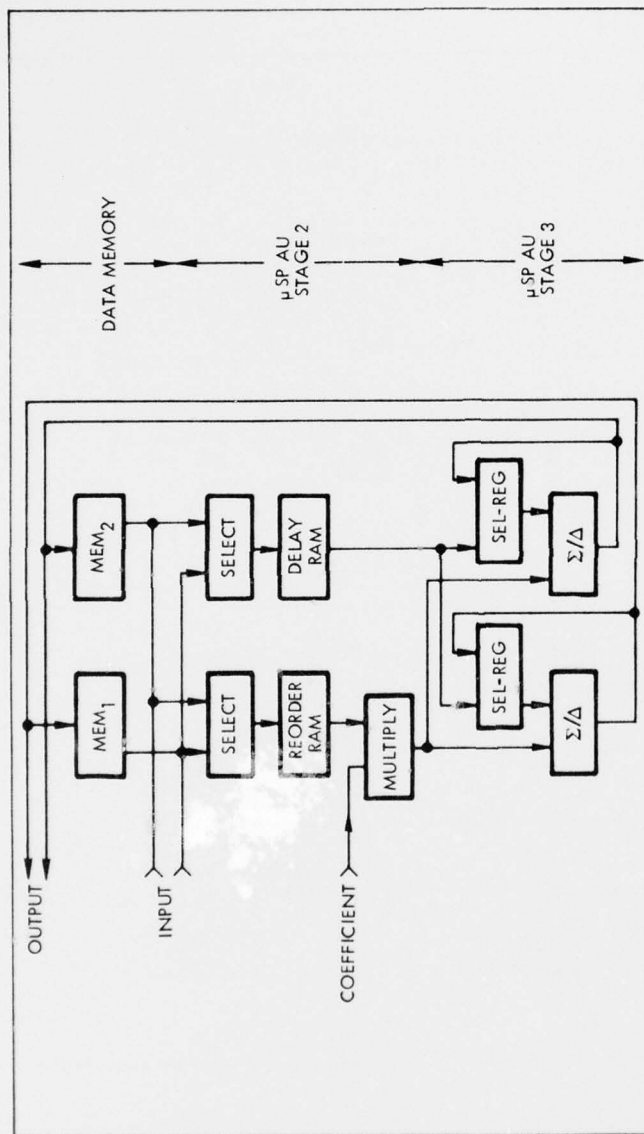 OUTPUT
DATA MEMORY
MEM1
MEM2
INPUT
SELECT
SELECT
μSP AU
STAGE 2
REORDER
RAM
DELAY
RAM
COEFFICIENT
MULTIPLY
SEL-REG
SEL-REG
μSP AU
STAGE 3
Σ/Δ
Σ/Δ